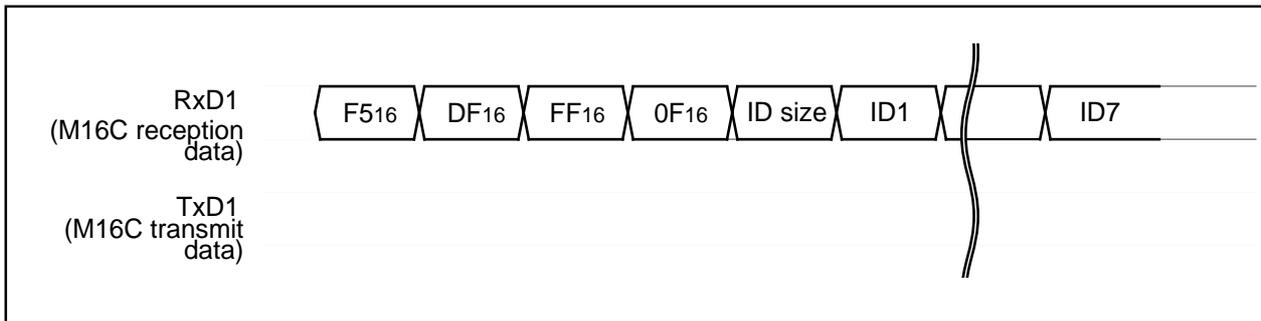 RxD1
(M16C reception
data)
F516 DF16 FF16 0F16 ID size ID1 ID7
TxD1
(M16C transmit
data)